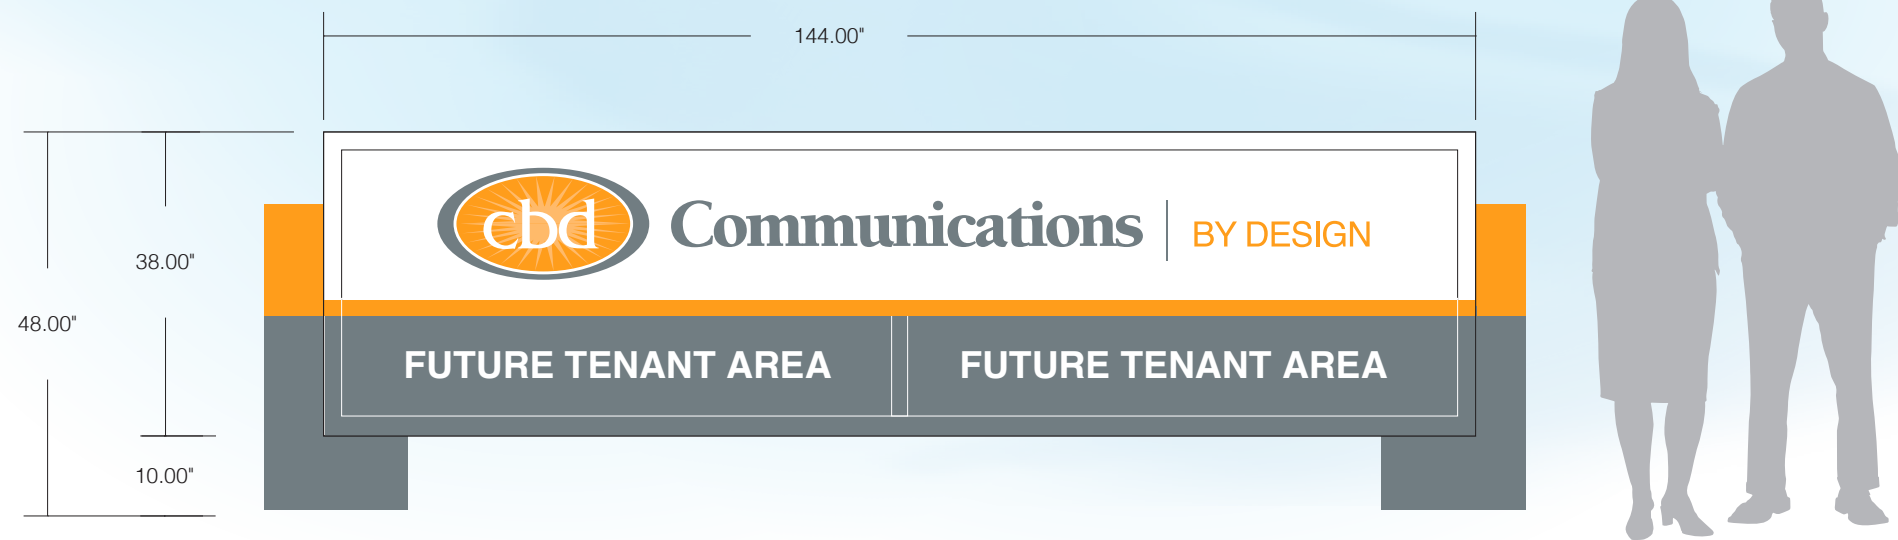 144.00"
38.00"
48.00"
10.00"
cbd Communications BY DESIGN
FUTURE TENANT AREA FUTURE TENANT AREA